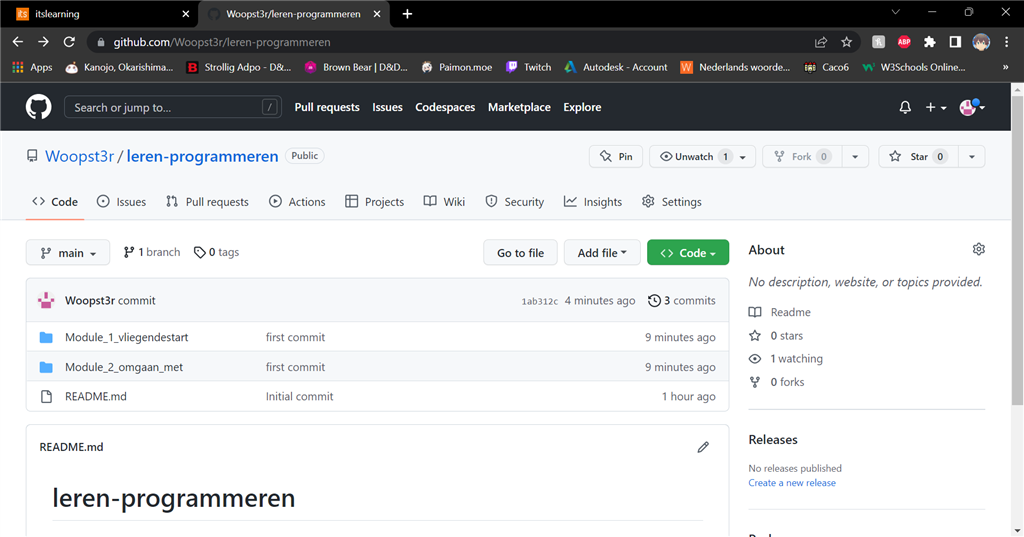 itslearning
Woopst3r/leren-programmeren
github.com/Woopst3r/leren-programmeren
Apps Kanojo, Okarishima... Strollig Adpo - D&... Brown Bear | D&D... Paimon.moe Twitch Autodesk - Account Nederlands woorde... Caco6 W3Schools Online... »
Search or jump to... / Pull requests Issues Codespaces Marketplace Explore
Woopst3r / leren-programmeren Public Pin Unwatch 1 Fork 0 Star 0
<> Code Issues Pull requests Actions Projects Wiki Security Insights Settings
main 1 branch 0 tags Go to file Add file <> Code
Woopst3r commit 1ab312c 4 minutes ago 3 commits
Module_1_vliegendestart first commit 9 minutes ago
Module_2_omgaan_met first commit 9 minutes ago
README.md Initial commit 1 hour ago
README.md
leren-programmeren
About
No description, website, or topics provided.
Readme
0 stars
1 watching
0 forks
Releases
No releases published
Create a new release